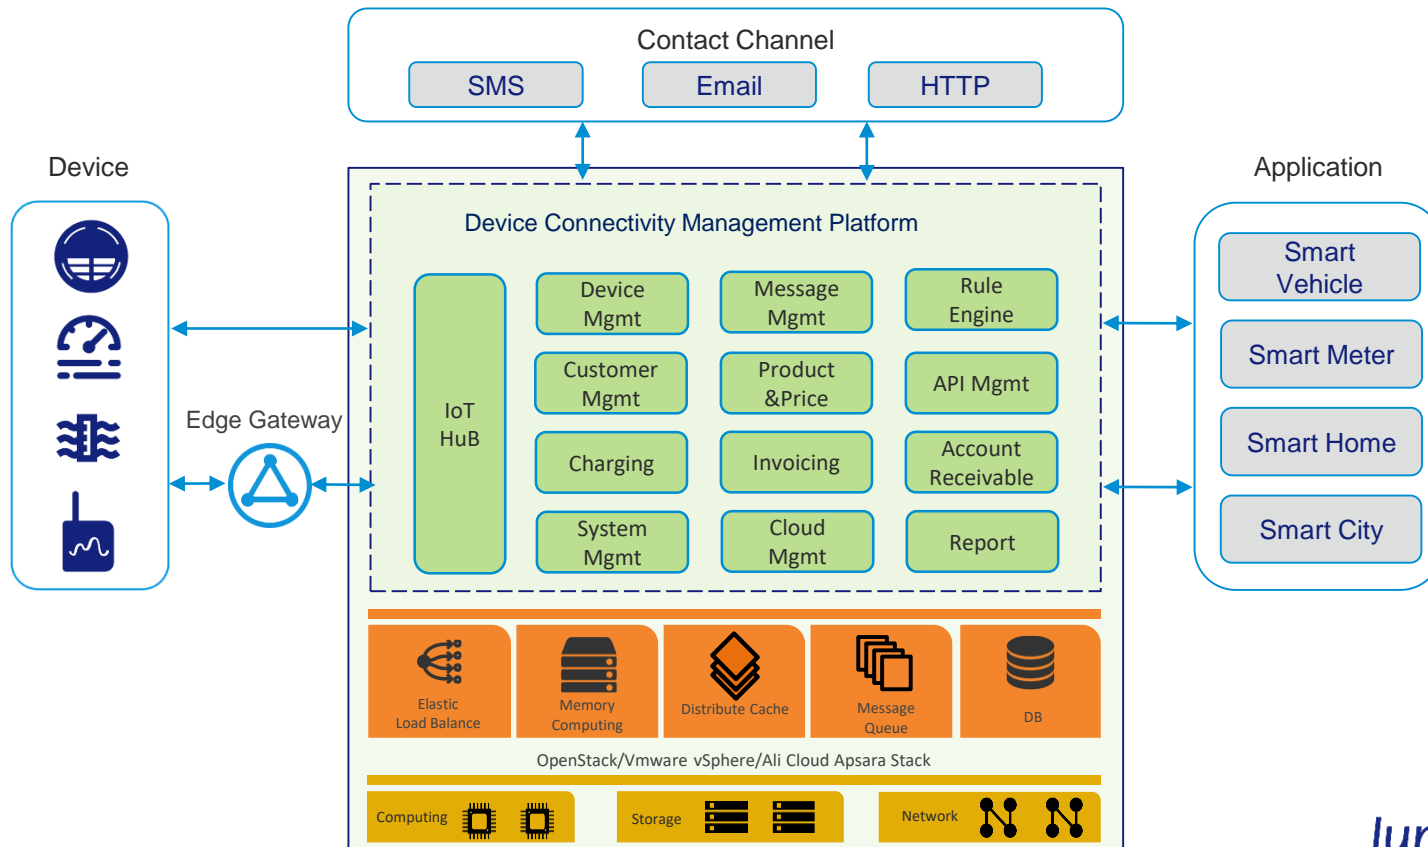 Contact Channel
SMS
Email
HTTP
Device
Application
Device Connectivity Management Platform
IoT
HuB
Device
Mgmt
Message
Mgmt
Rule
Engine
Customer
Mgmt
Product
&Price
API Mgmt
Charging
Invoicing
Account
Receivable
System
Mgmt
Cloud
Mgmt
Report
Edge Gateway
Smart
Vehicle
Smart Meter
Smart Home
Smart City
Elastic
Load Balance
Memory
Computing
Distribute Cache
Message
Queue
DB
OpenStack/Vmware vSphere/Ali Cloud Apsara Stack
Computing
Storage
Network